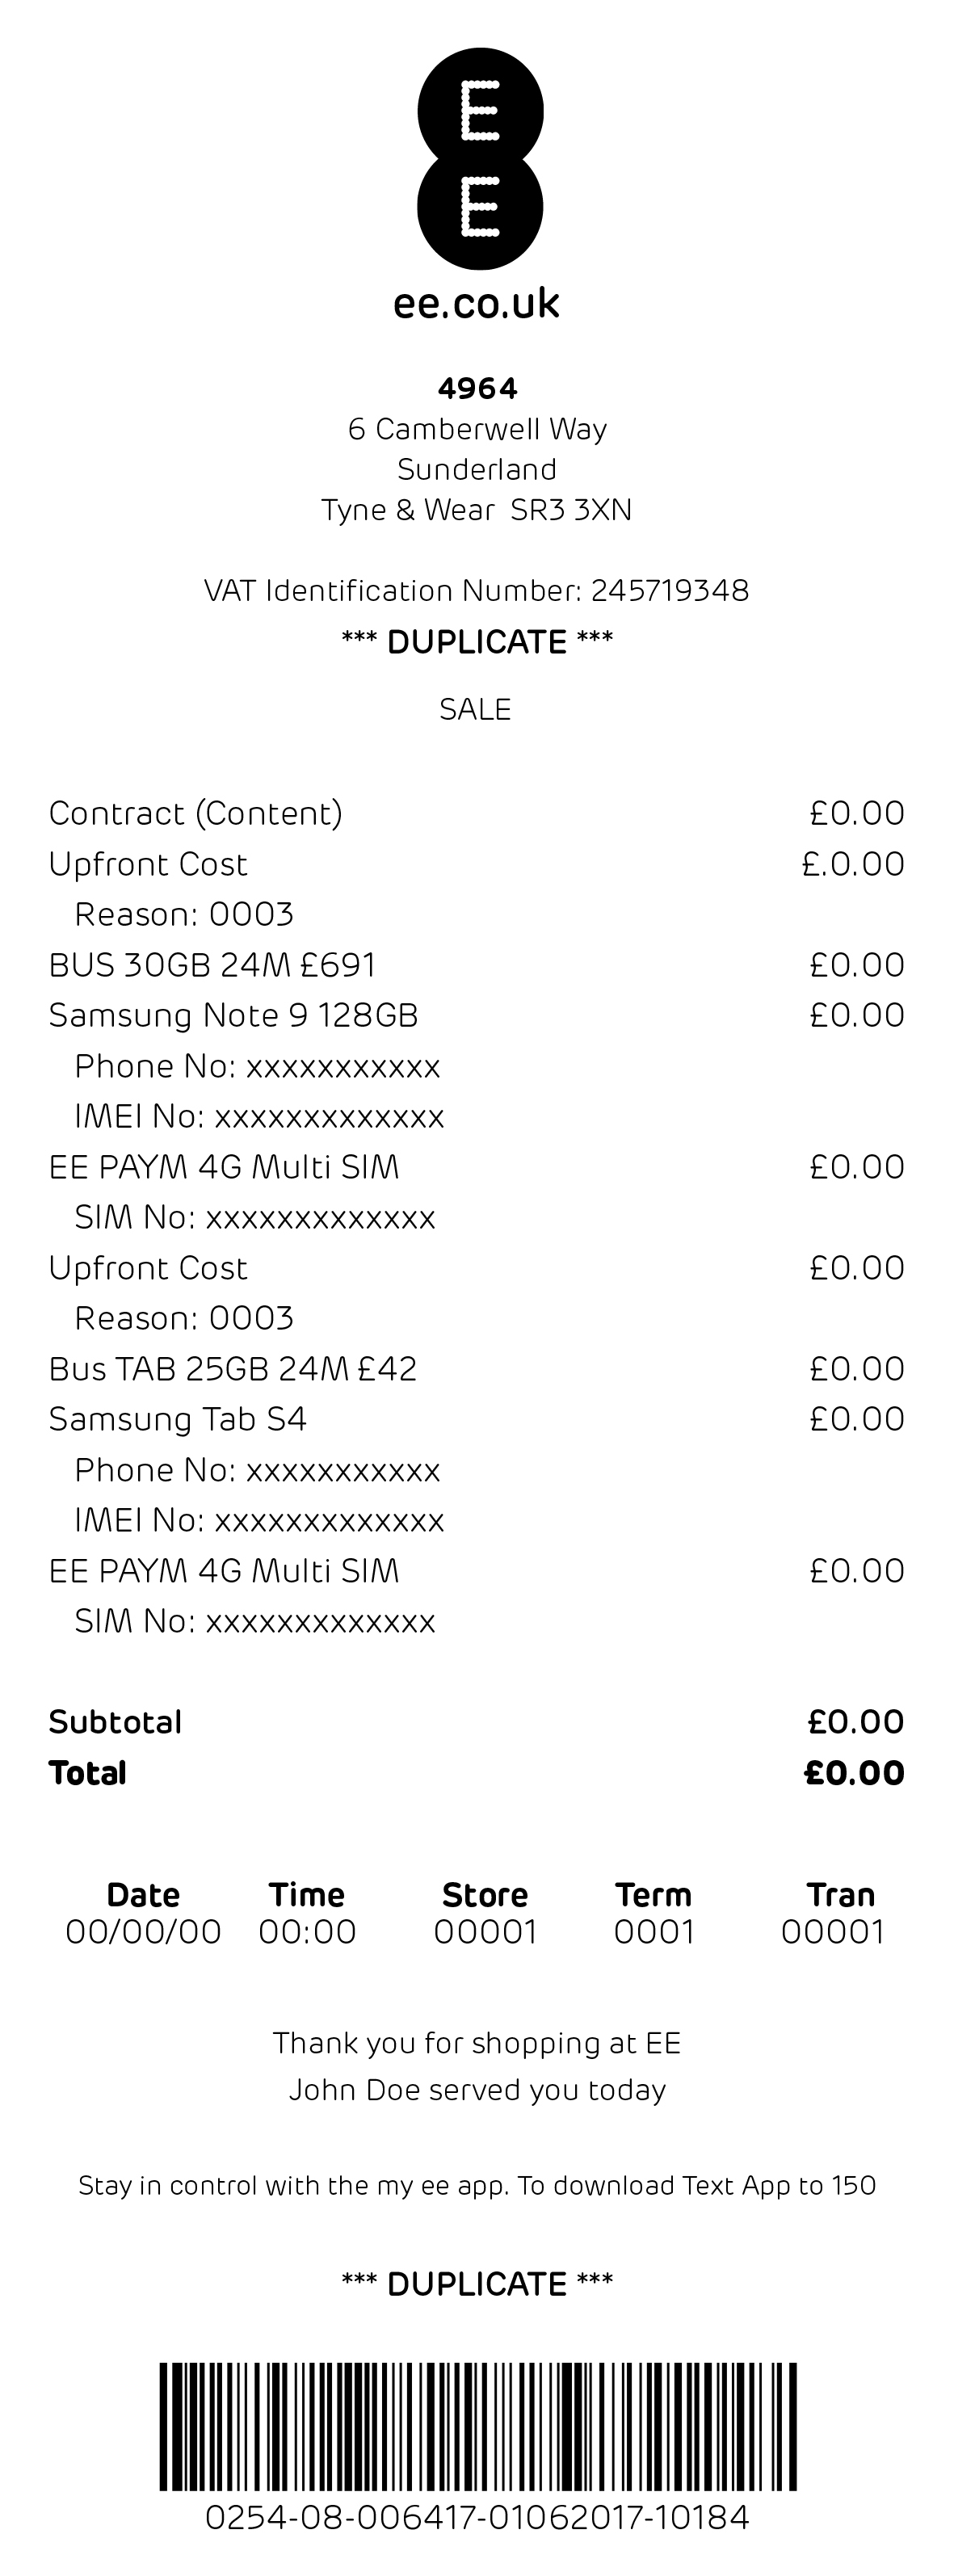 E
E
ee.co.uk
4964
6 Camberwell Way
Sunderland
Tyne & Wear  SR3 3XN
VAT Identification Number: 245719348
*** DUPLICATE ***
SALE
Contract (Content) £0.00
Upfront Cost £.0.00
Reason: 0003
BUS 30GB 24M £691 £0.00
Samsung Note 9 128GB £0.00
Phone No: xxxxxxxxxxx
IMEI No: xxxxxxxxxxxxx
EE PAYM 4G Multi SIM £0.00
SIM No: xxxxxxxxxxxxx
Upfront Cost £0.00
Reason: 0003
Bus TAB 25GB 24M £42 £0.00
Samsung Tab S4 £0.00
Phone No: xxxxxxxxxxx
IMEI No: xxxxxxxxxxxxx
EE PAYM 4G Multi SIM £0.00
SIM No: xxxxxxxxxxxxx
Subtotal £0.00
Total £0.00
Date Time Store Term Tran
00/00/00 00:00 00001 0001 00001
Thank you for shopping at EE
John Doe served you today
Stay in control with the my ee app. To download Text App to 150
*** DUPLICATE ***
0254-08-006417-01062017-10184